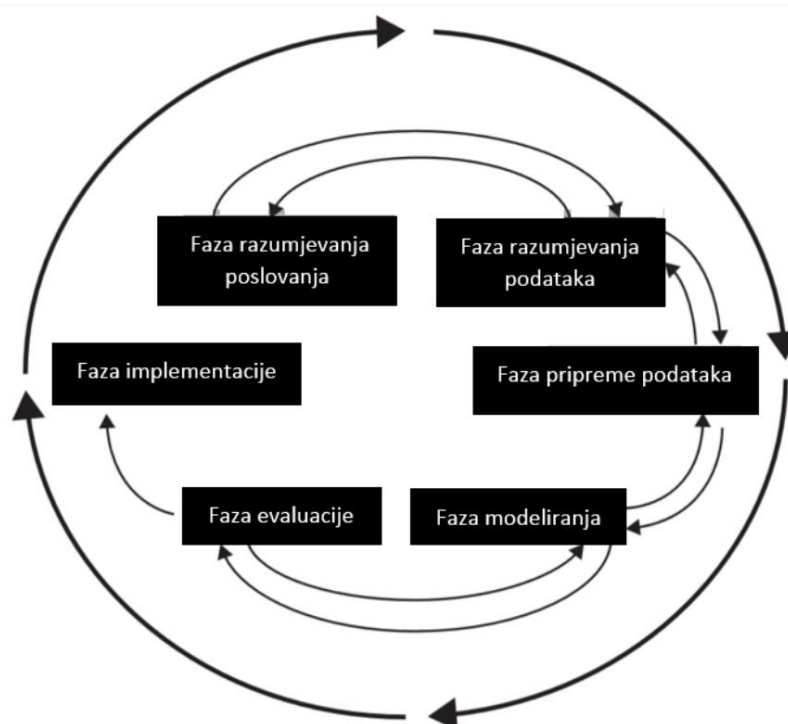 Faza razumjevanja
poslovanja
Faza razumjevanja
podataka
Faza implementacije
Faza pripreme podataka
Faza evaluacije
Faza modeliranja